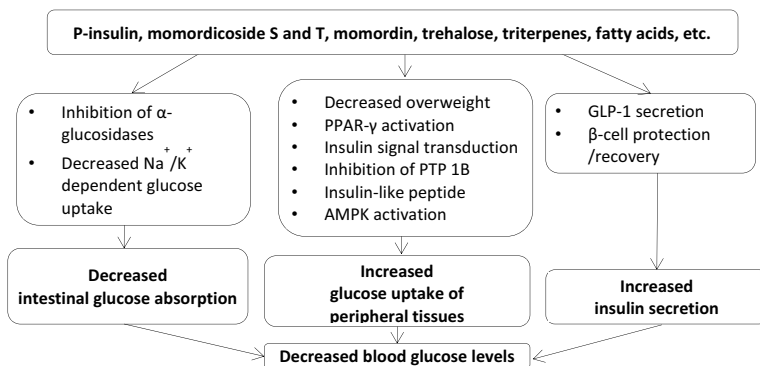 P-insulin, momordicoside S and T, momordin, trehalose, triterpenes, fatty acids, etc.
• Inhibition of α-
glucosidases
• Decreased Na+/K+
dependent glucose
uptake
• Decreased overweight
• PPAR-γ activation
• Insulin signal transduction
• Inhibition of PTP 1B
• Insulin-like peptide
• AMPK activation
• GLP-1 secretion
• β-cell protection
/recovery
Decreased
intestinal glucose absorption
Increased
glucose uptake of
peripheral tissues
Increased
insulin secretion
Decreased blood glucose levels